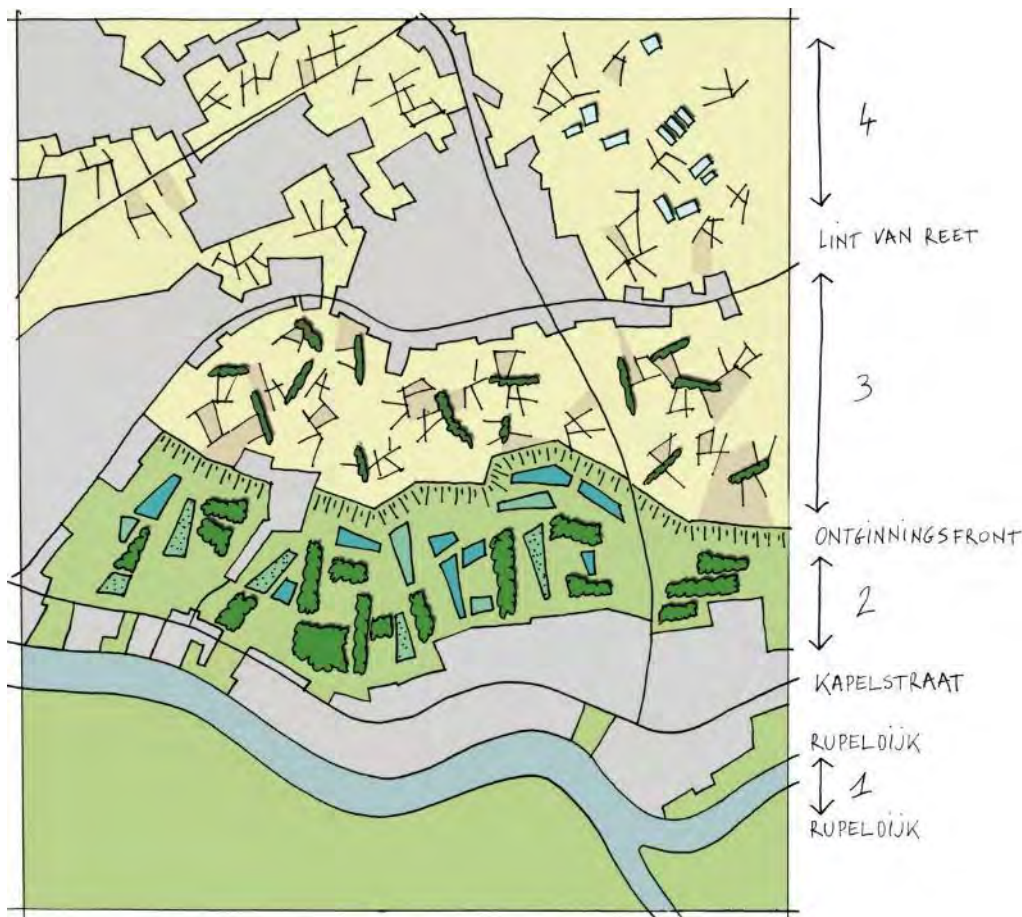 4
LINT VAN REET
3
ONTGINNINGSFRONT
2
KAPELSTRAAT
RUPELDIJK
1
RUPELDIJK